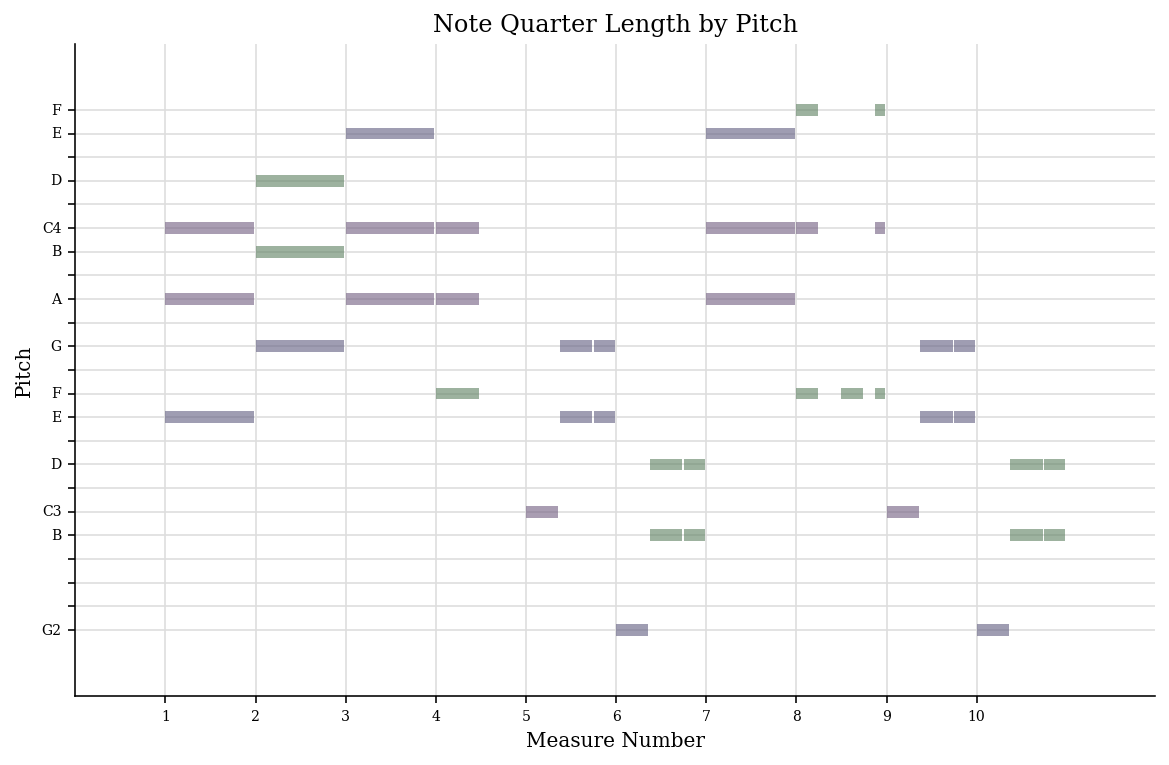 Note Quarter Length by Pitch
F
E
D
C4
B
A
G
F
E
D
C3
B
G2
Pitch
1 2 3 4 5 6 7 8 9 10
Measure Number